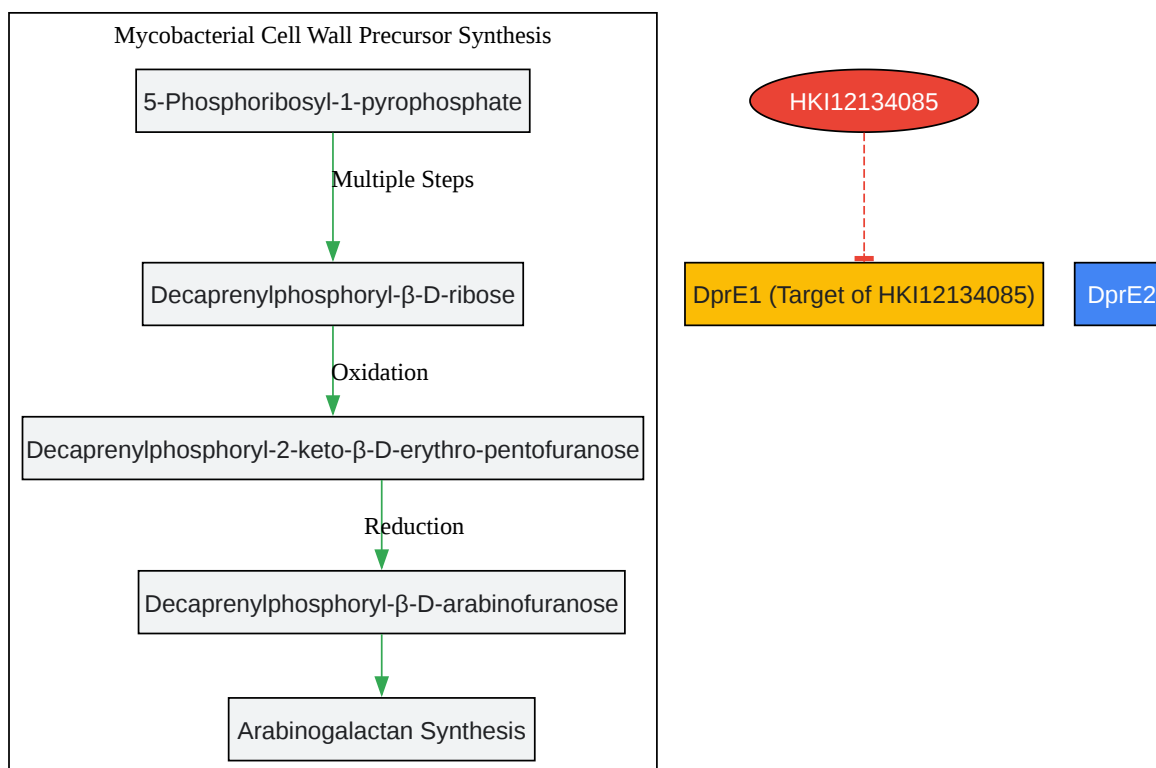 Mycobacterial Cell Wall Precursor Synthesis
5-Phosphoribosyl-1-pyrophosphate
Multiple Steps
Decaprenylphosphoryl-β-D-ribose
Oxidation
Decaprenylphosphoryl-2-keto-β-D-erythro-pentofuranose
Reduction
Decaprenylphosphoryl-β-D-arabinofuranose
Arabinogalactan Synthesis
HKI12134085
DprE1 (Target of HKI12134085)
DprE2